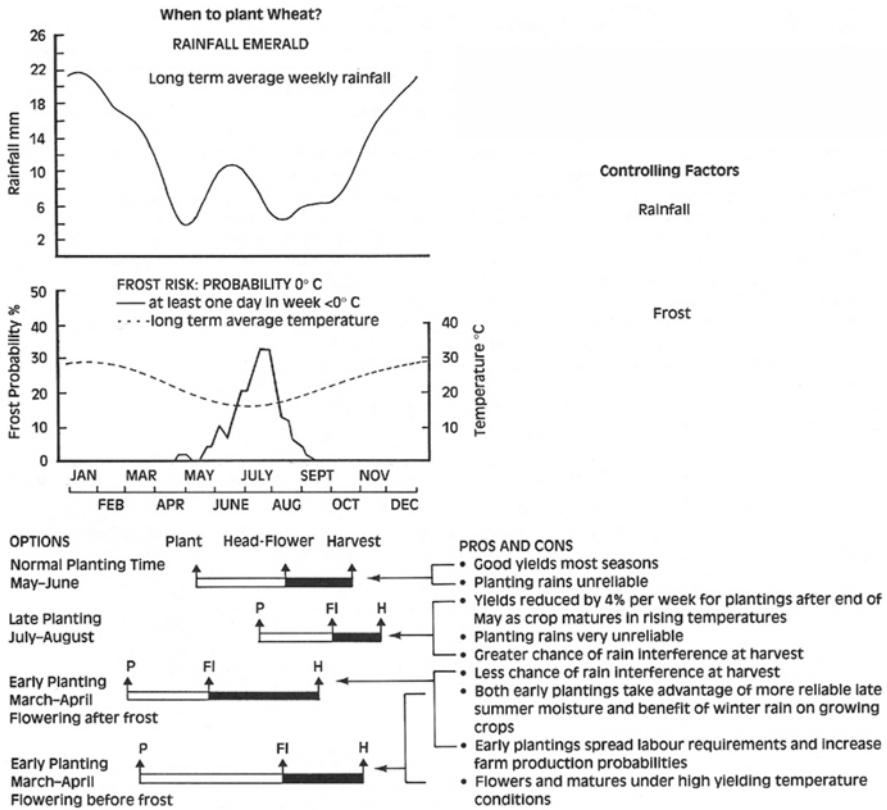 When to plant Wheat?
RAINFALL EMERALD
Long term average weekly rainfall
Rainfall mm
26
22
18
14
10
6
2
Controlling Factors
Rainfall
Frost
FROST RISK: PROBABILITY 0° C
at least one day in week <0° C
long term average temperature
Frost Probability %
50
40
30
20
10
0
40
30
20
10
Temperature °C
JAN MAR MAY JULY SEPT NOV
FEB APR JUNE AUG OCT DEC
OPTIONS Plant Head-Flower Harvest
Normal Planting Time
May–June
Late Planting P Fl H
July–August
P Fl H
Early Planting
March–April
Flowering after frost
P Fl H
Early Planting
March–April
Flowering before frost
PROS AND CONS
• Good yields most seasons
• Planting rains unreliable
• Yields reduced by 4% per week for plantings after end of
May as crop matures in rising temperatures
• Planting rains very unreliable
• Greater chance of rain interference at harvest
• Less chance of rain interference at harvest
• Both early plantings take advantage of more reliable late
summer moisture and benefit of winter rain on growing
crops
• Early plantings spread labour requirements and increase
farm production probabilities
• Flowers and matures under high yielding temperature
conditions